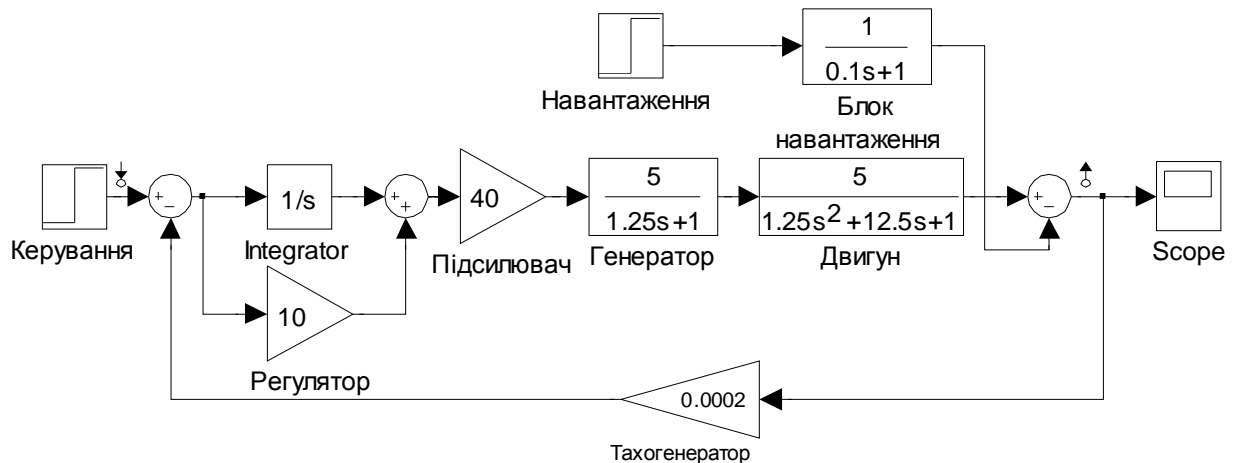 1
0.1s+1
Навантаження
Блок
навантаження
Керування
+
−
1/s
Integrator
+
+
40
Підсилювач
5
1.25s+1
Генератор
5
1.25s²+12.5s+1
Двигун
+
−
Scope
10
Регулятор
0.0002
Тахогенератор